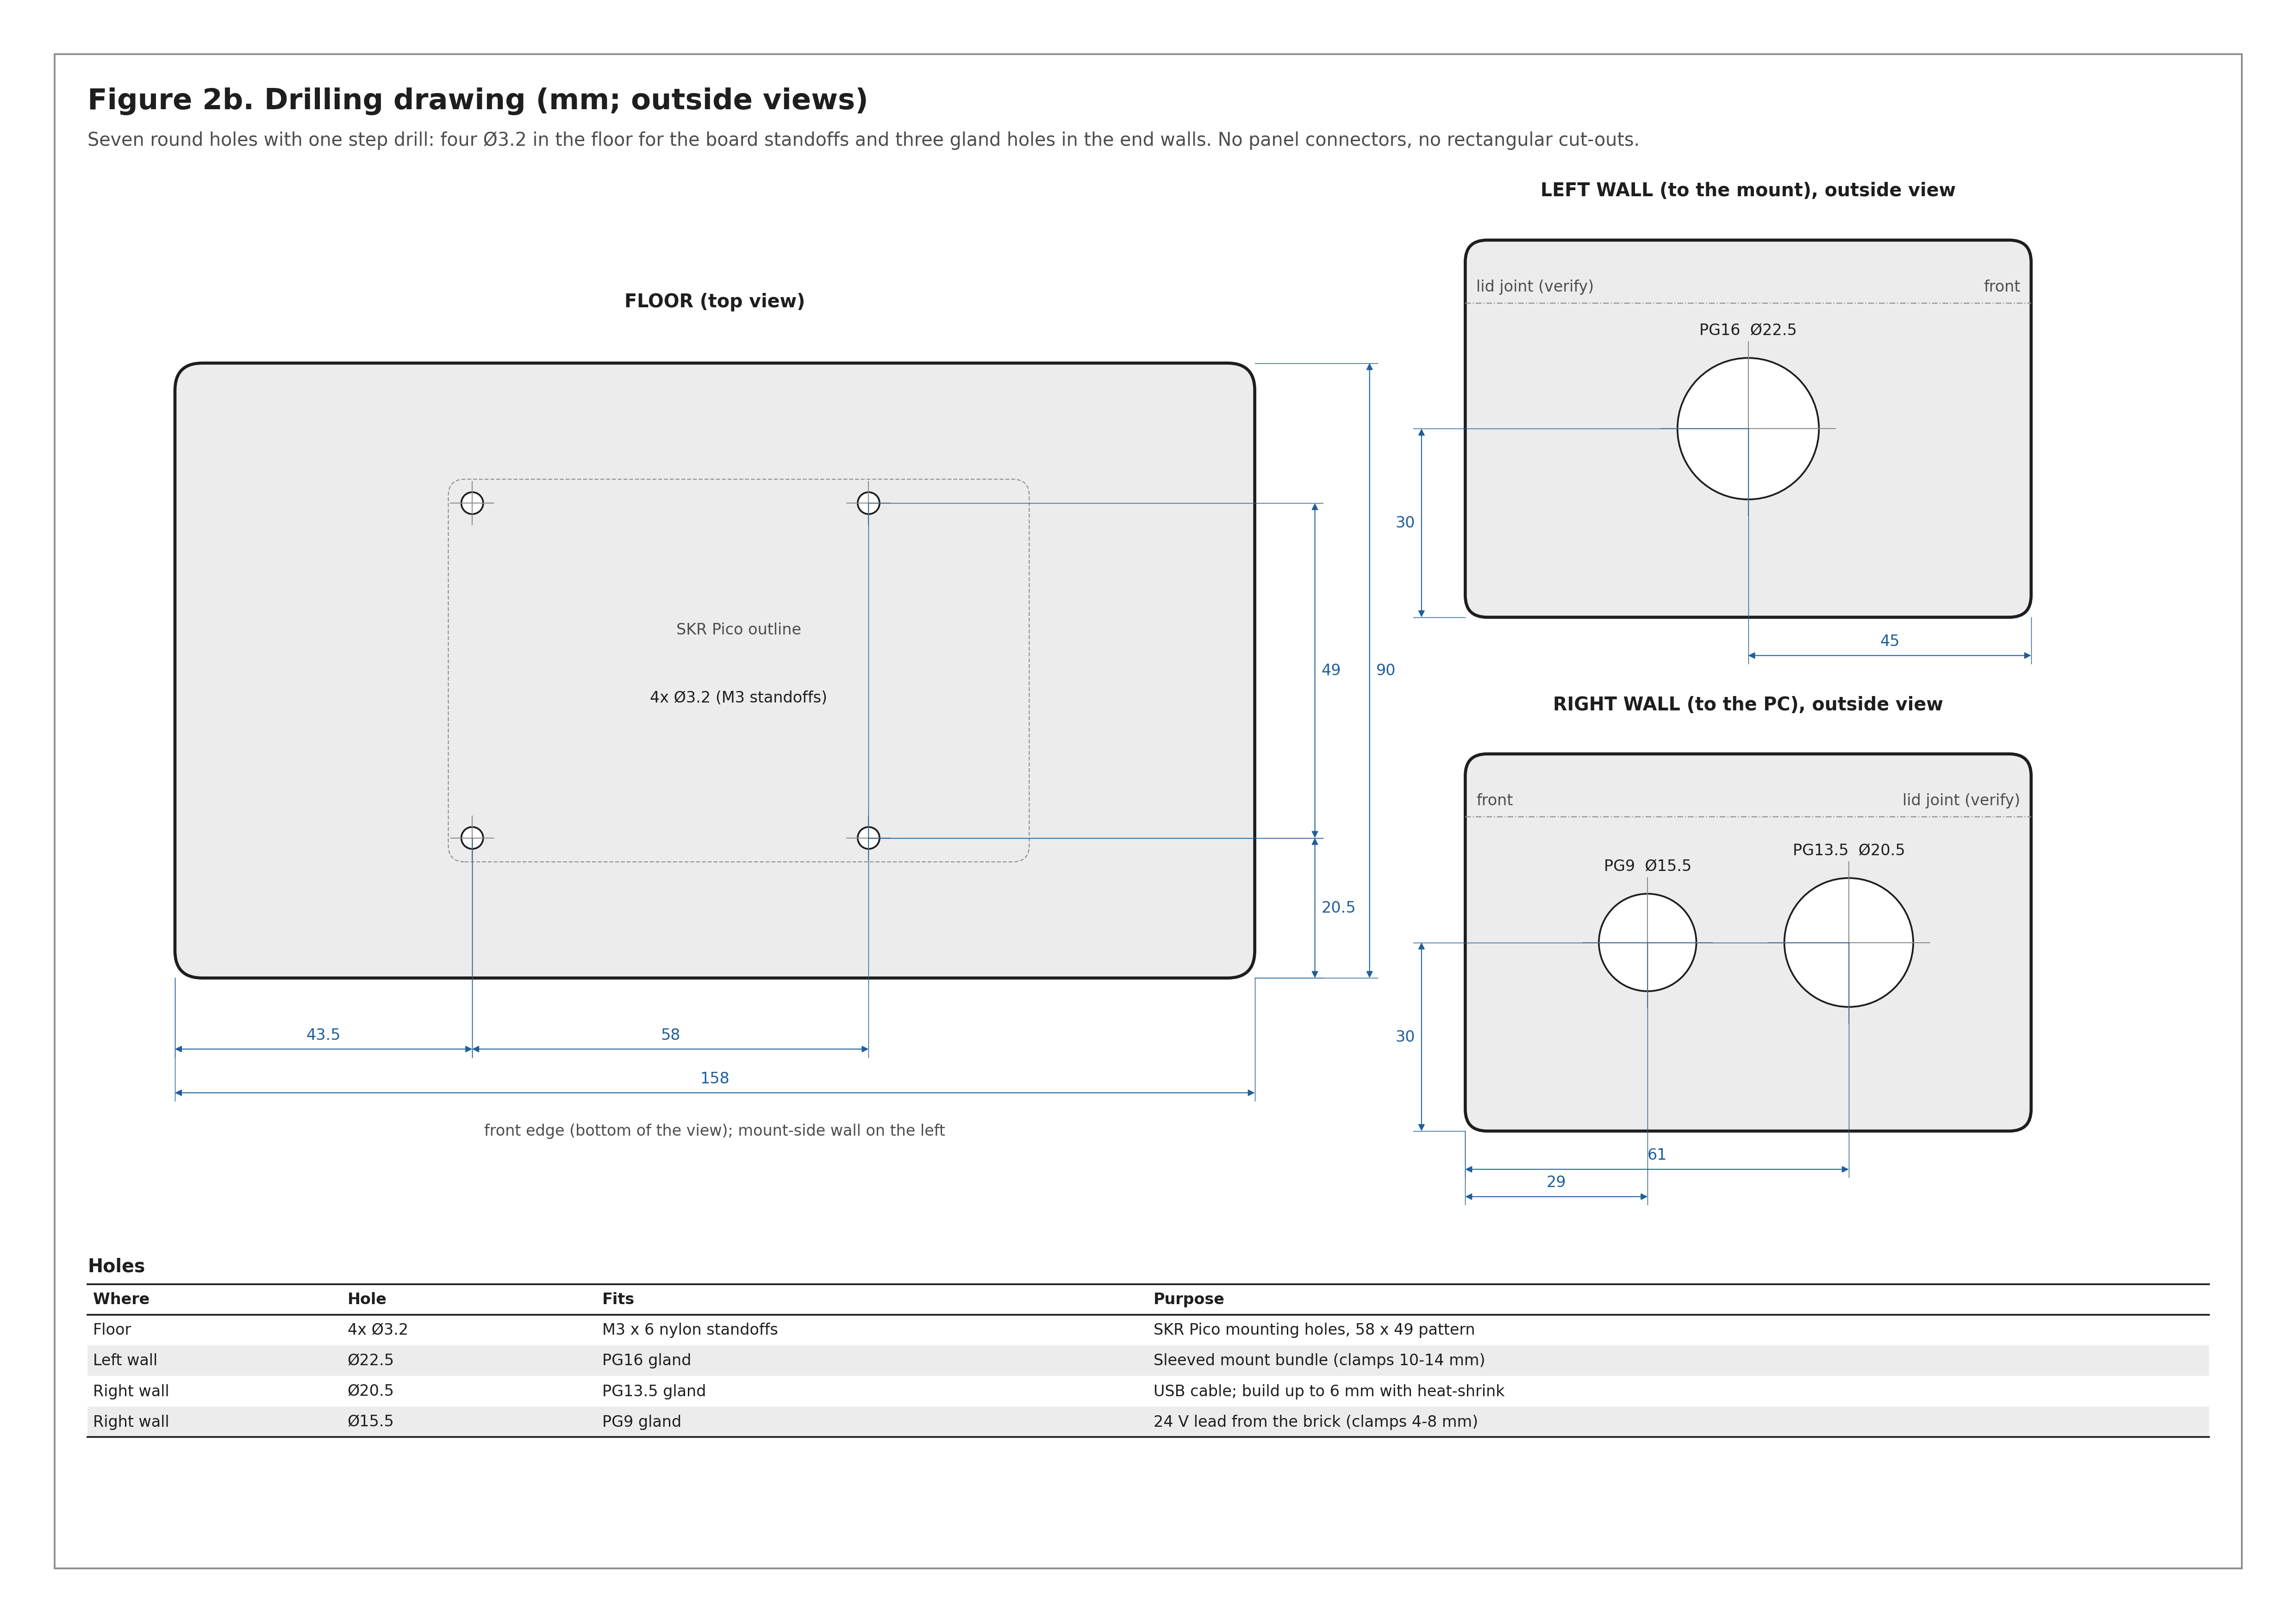 Figure 2b. Drilling drawing (mm; outside views)
Seven round holes with one step drill: four Ø3.2 in the floor for the board standoffs and three gland holes in the end walls. No panel connectors, no rectangular cut-outs.
FLOOR (top view)
SKR Pico outline
4x Ø3.2 (M3 standoffs)
49
90
20.5
43.5
58
158
front edge (bottom of the view); mount-side wall on the left
LEFT WALL (to the mount), outside view
lid joint (verify)
front
PG16 Ø22.5
30
45
RIGHT WALL (to the PC), outside view
front
lid joint (verify)
PG9 Ø15.5
PG13.5 Ø20.5
30
61
29
Holes
Where Hole Fits Purpose
Floor 4x Ø3.2 M3 x 6 nylon standoffs SKR Pico mounting holes, 58 x 49 pattern
Left wall Ø22.5 PG16 gland Sleeved mount bundle (clamps 10-14 mm)
Right wall Ø20.5 PG13.5 gland USB cable; build up to 6 mm with heat-shrink
Right wall Ø15.5 PG9 gland 24 V lead from the brick (clamps 4-8 mm)